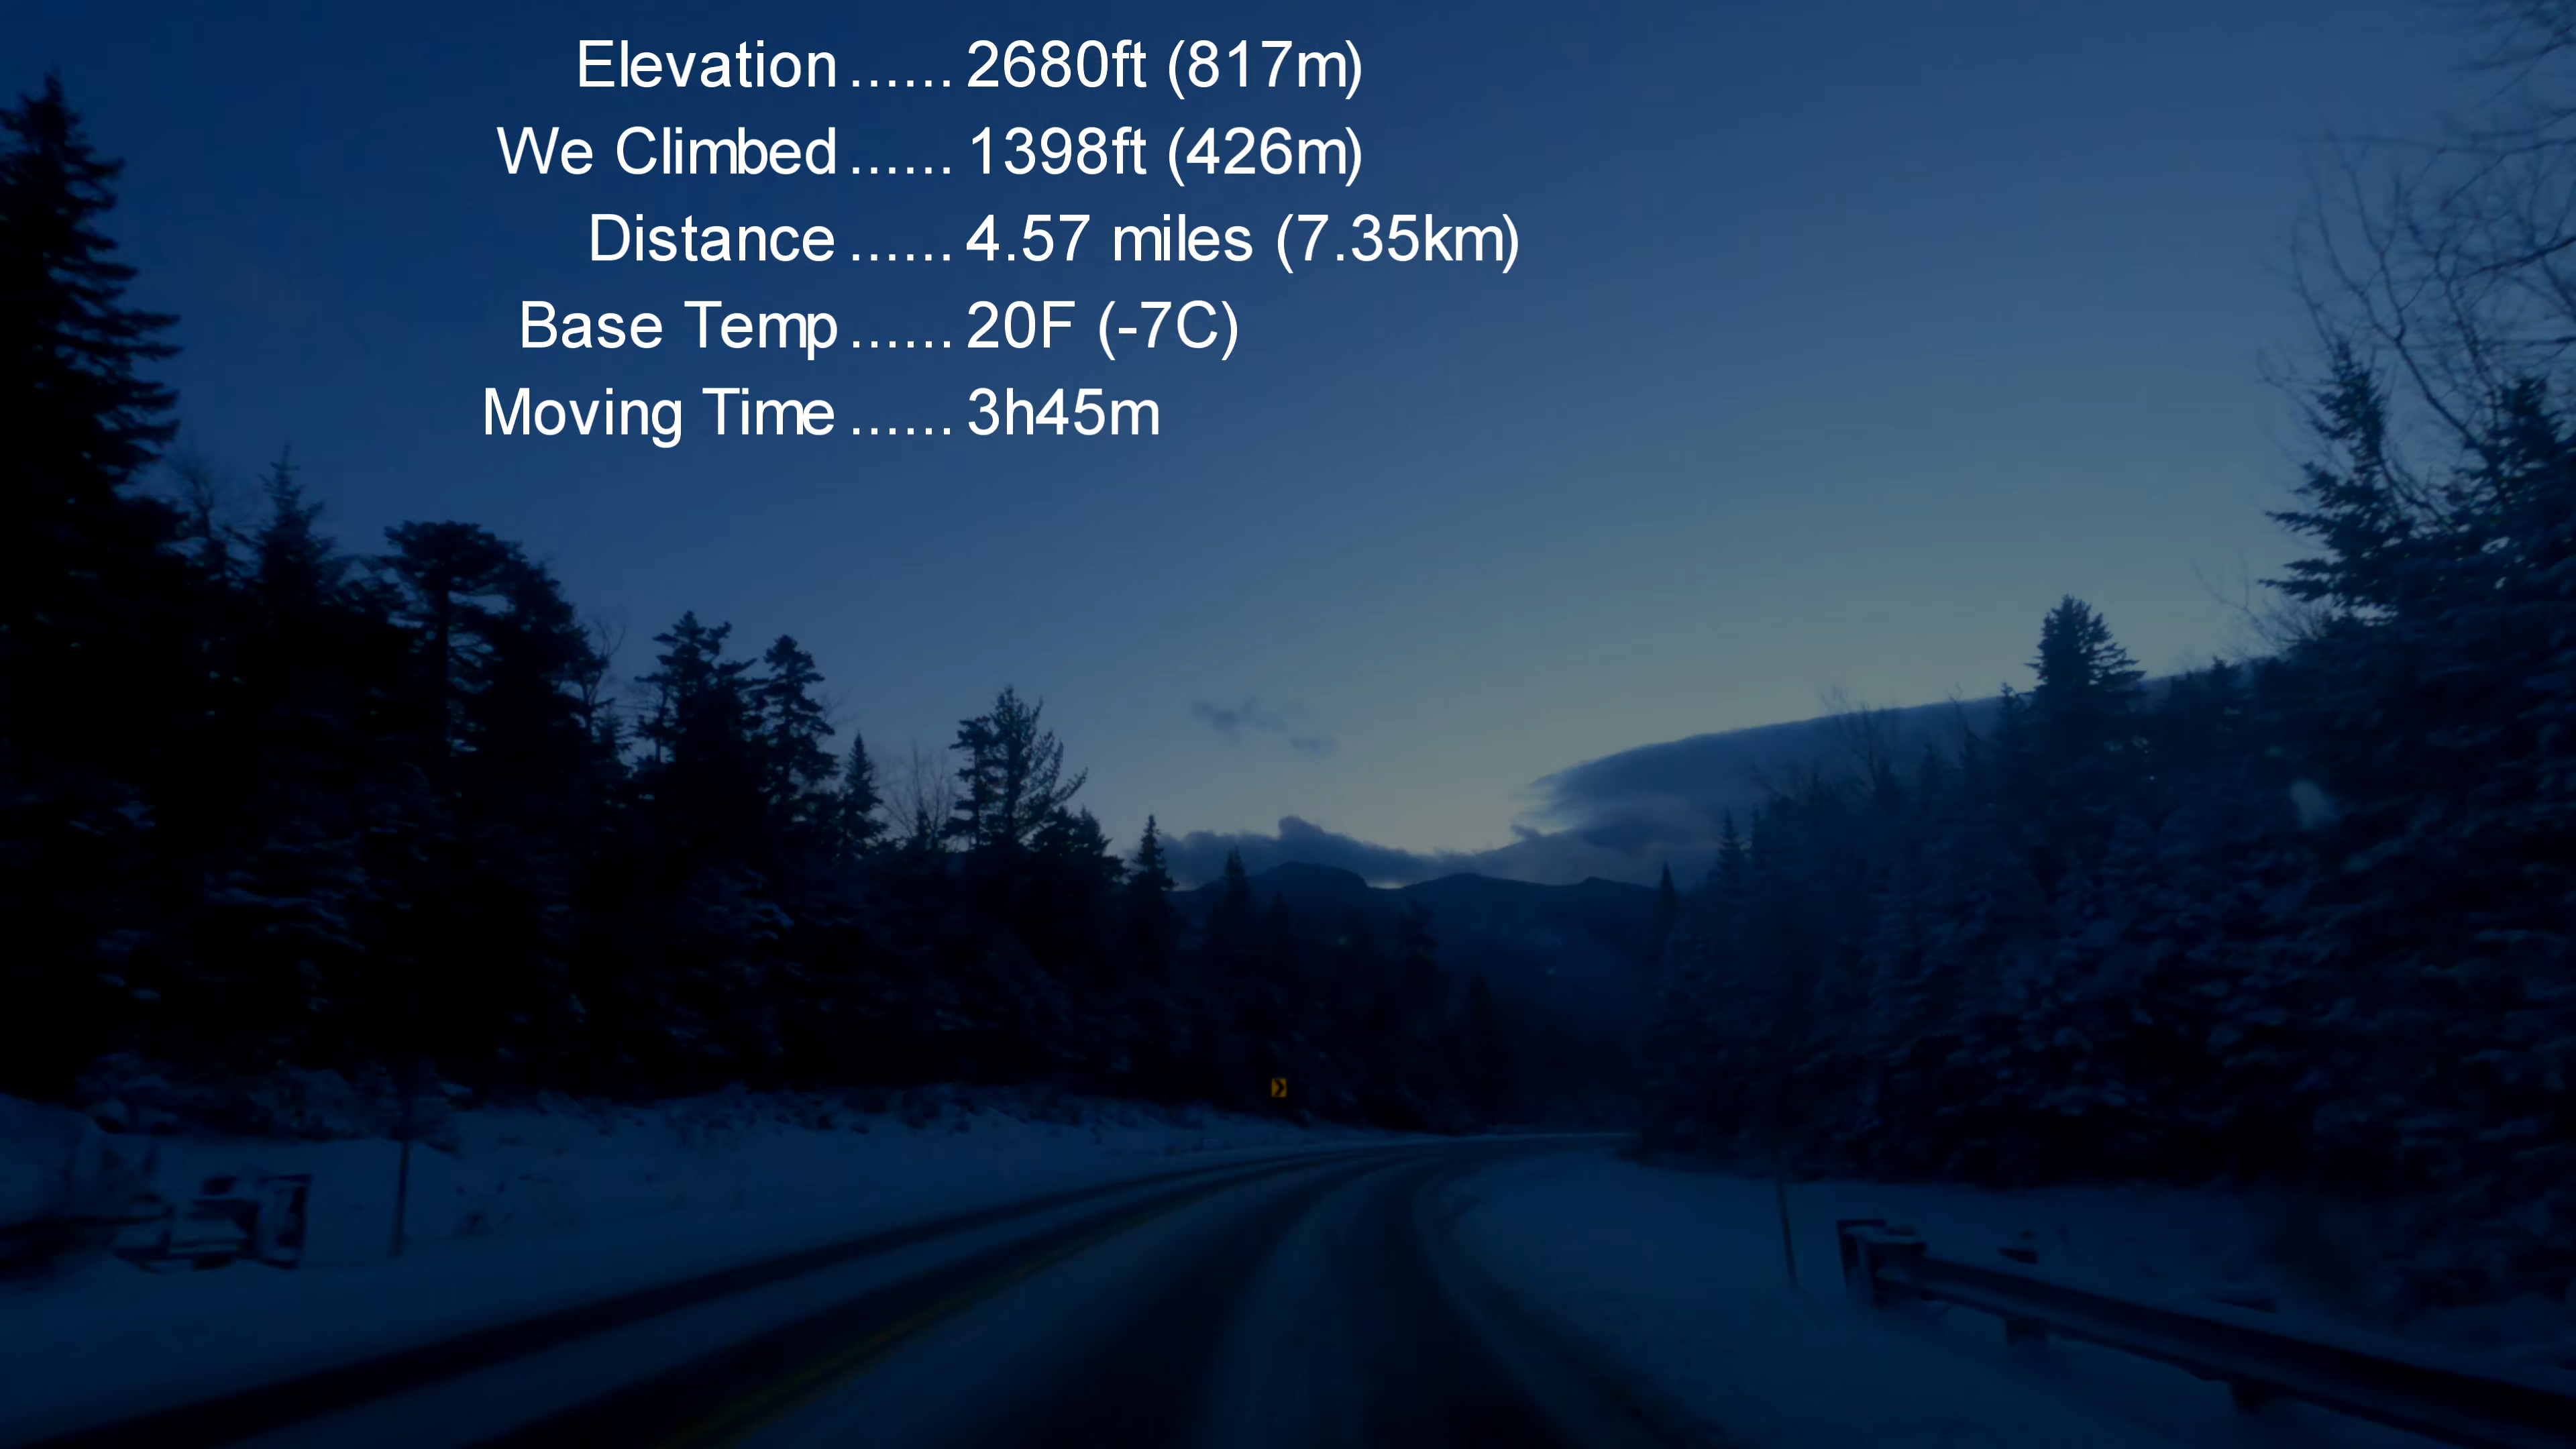 Elevation ...... 2680ft (817m)
We Climbed ...... 1398ft (426m)
Distance ...... 4.57 miles (7.35km)
Base Temp ...... 20F (-7C)
Moving Time ...... 3h45m